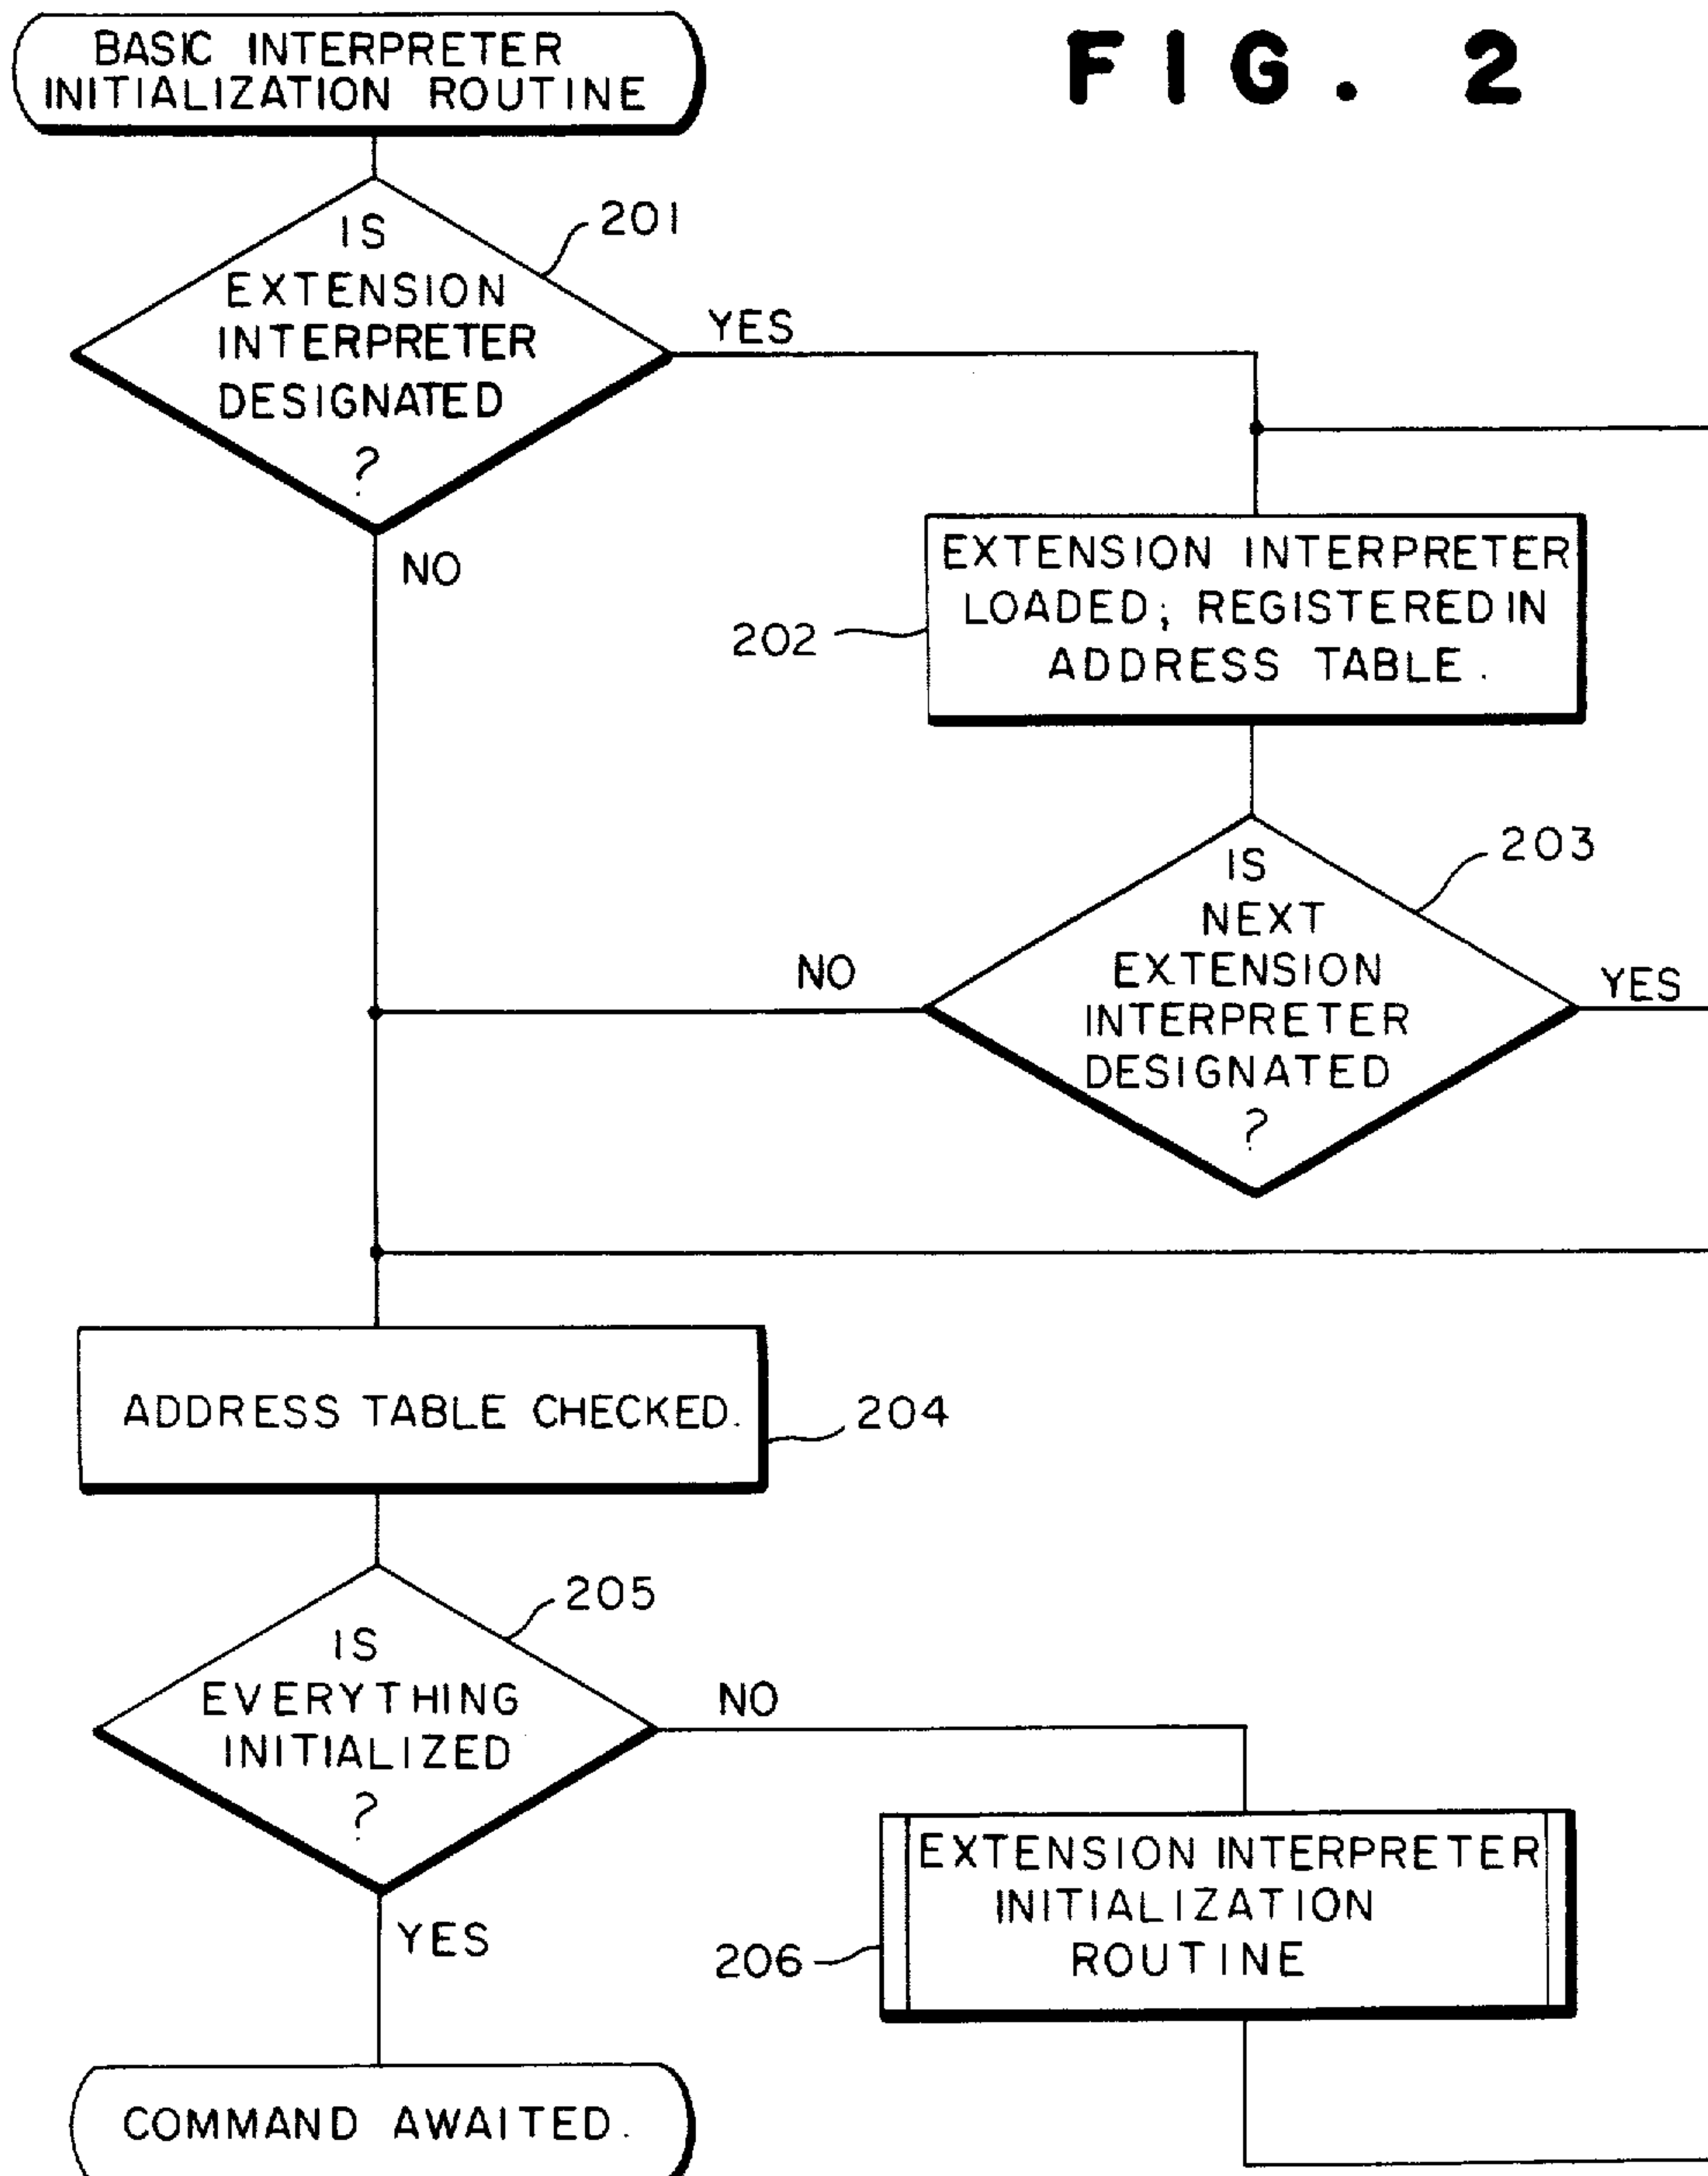 BASIC INTERPRETER
INITIALIZATION ROUTINE
FIG. 2
IS
EXTENSION
INTERPRETER
DESIGNATED
?
201
YES
NO
EXTENSION INTERPRETER
LOADED; REGISTERED IN
ADDRESS TABLE.
202
IS
NEXT
EXTENSION
INTERPRETER
DESIGNATED
?
203
NO
YES
ADDRESS TABLE CHECKED.
204
IS
EVERYTHING
INITIALIZED
?
205
NO
YES
EXTENSION INTERPRETER
INITIALIZATION
ROUTINE
206
COMMAND AWAITED.